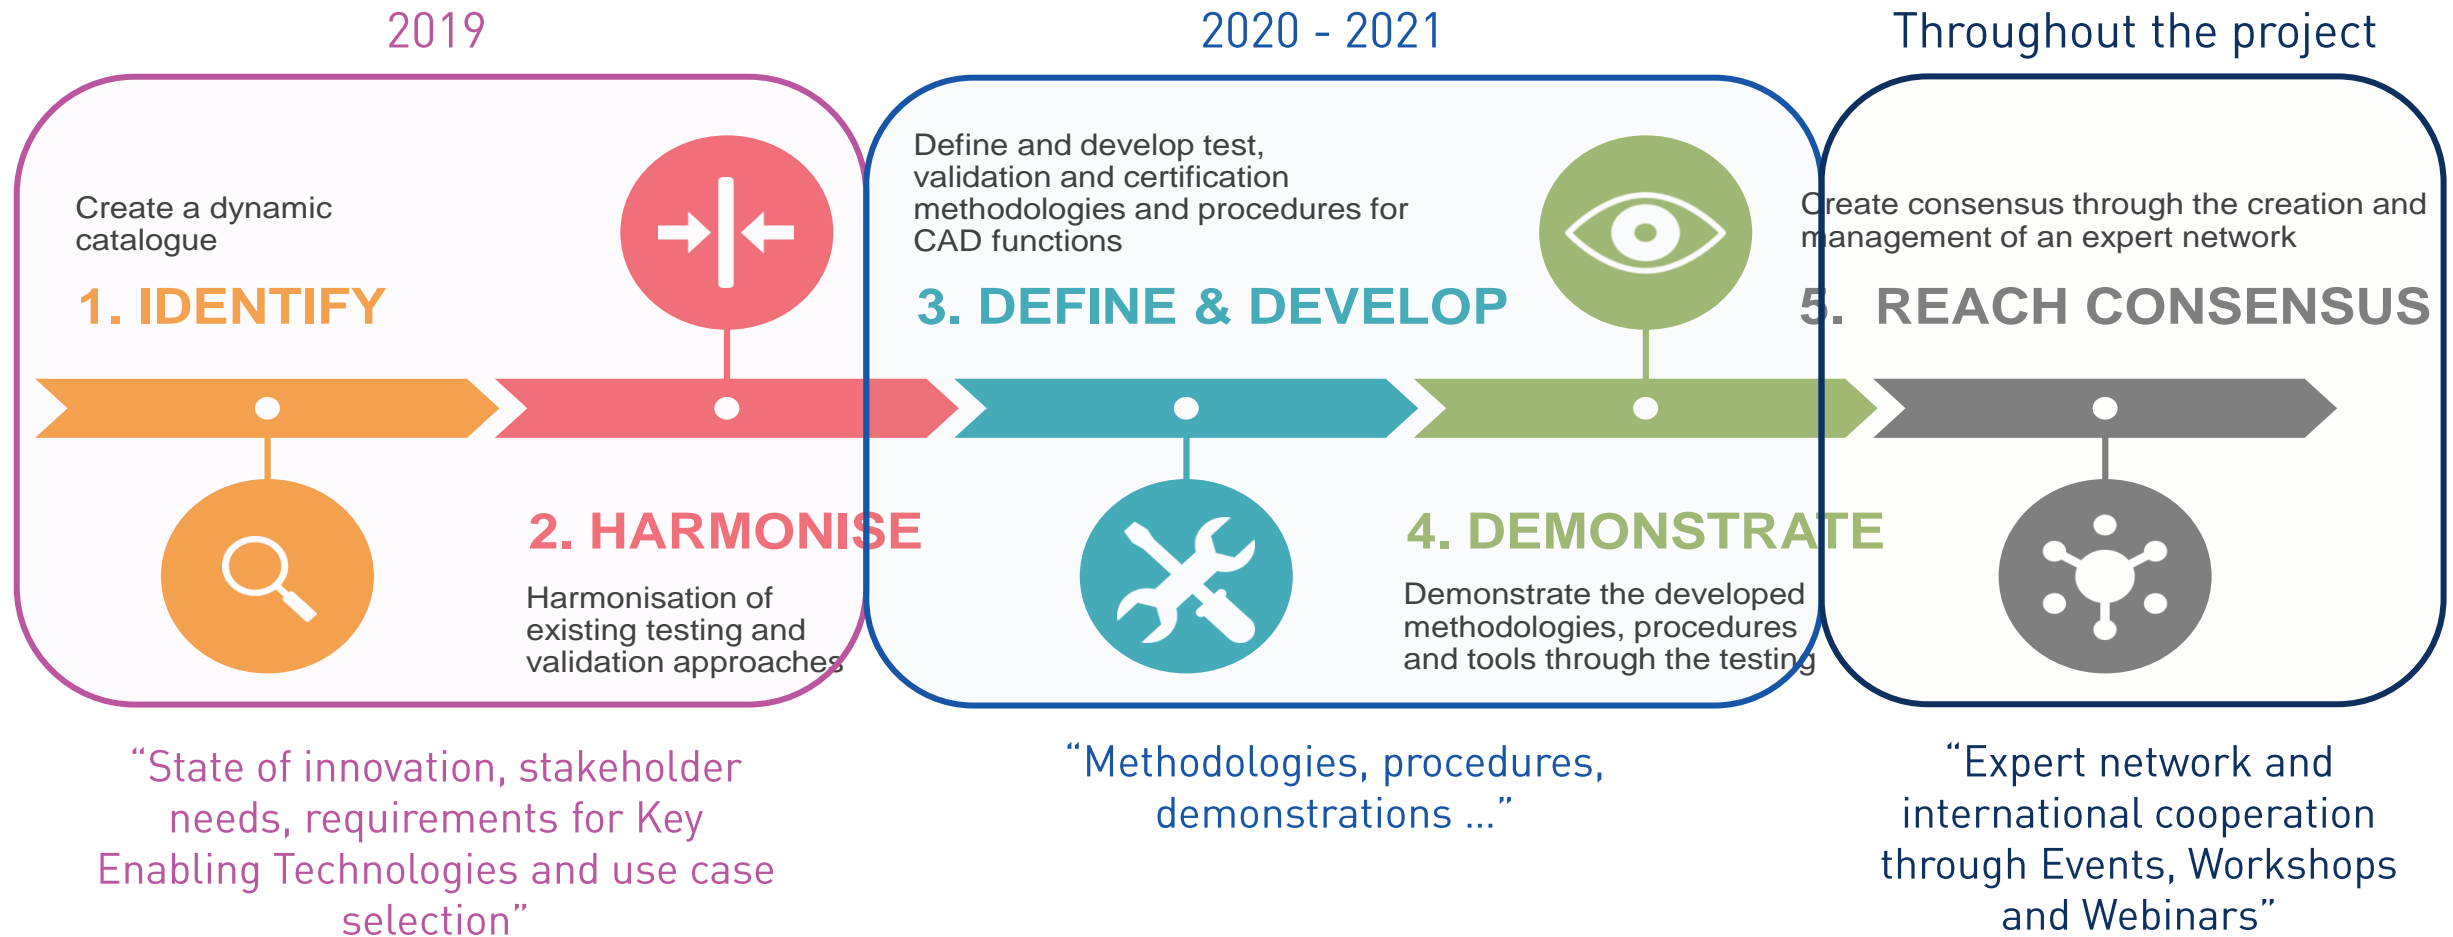 2019
Create a dynamic
catalogue
1. IDENTIFY
2. HARMONISE
Harmonisation of
existing testing and
validation approaches
“State of innovation, stakeholder
needs, requirements for Key
Enabling Technologies and use case
selection”
2020 - 2021
Define and develop test,
validation and certification
methodologies and procedures for
CAD functions
3. DEFINE & DEVELOP
4. DEMONSTRATE
Demonstrate the developed
methodologies, procedures
and tools through the testing
“Methodologies, procedures,
demonstrations ...”
Throughout the project
Create consensus through the creation and
management of an expert network
5. REACH CONSENSUS
“Expert network and
international cooperation
through Events, Workshops
and Webinars”